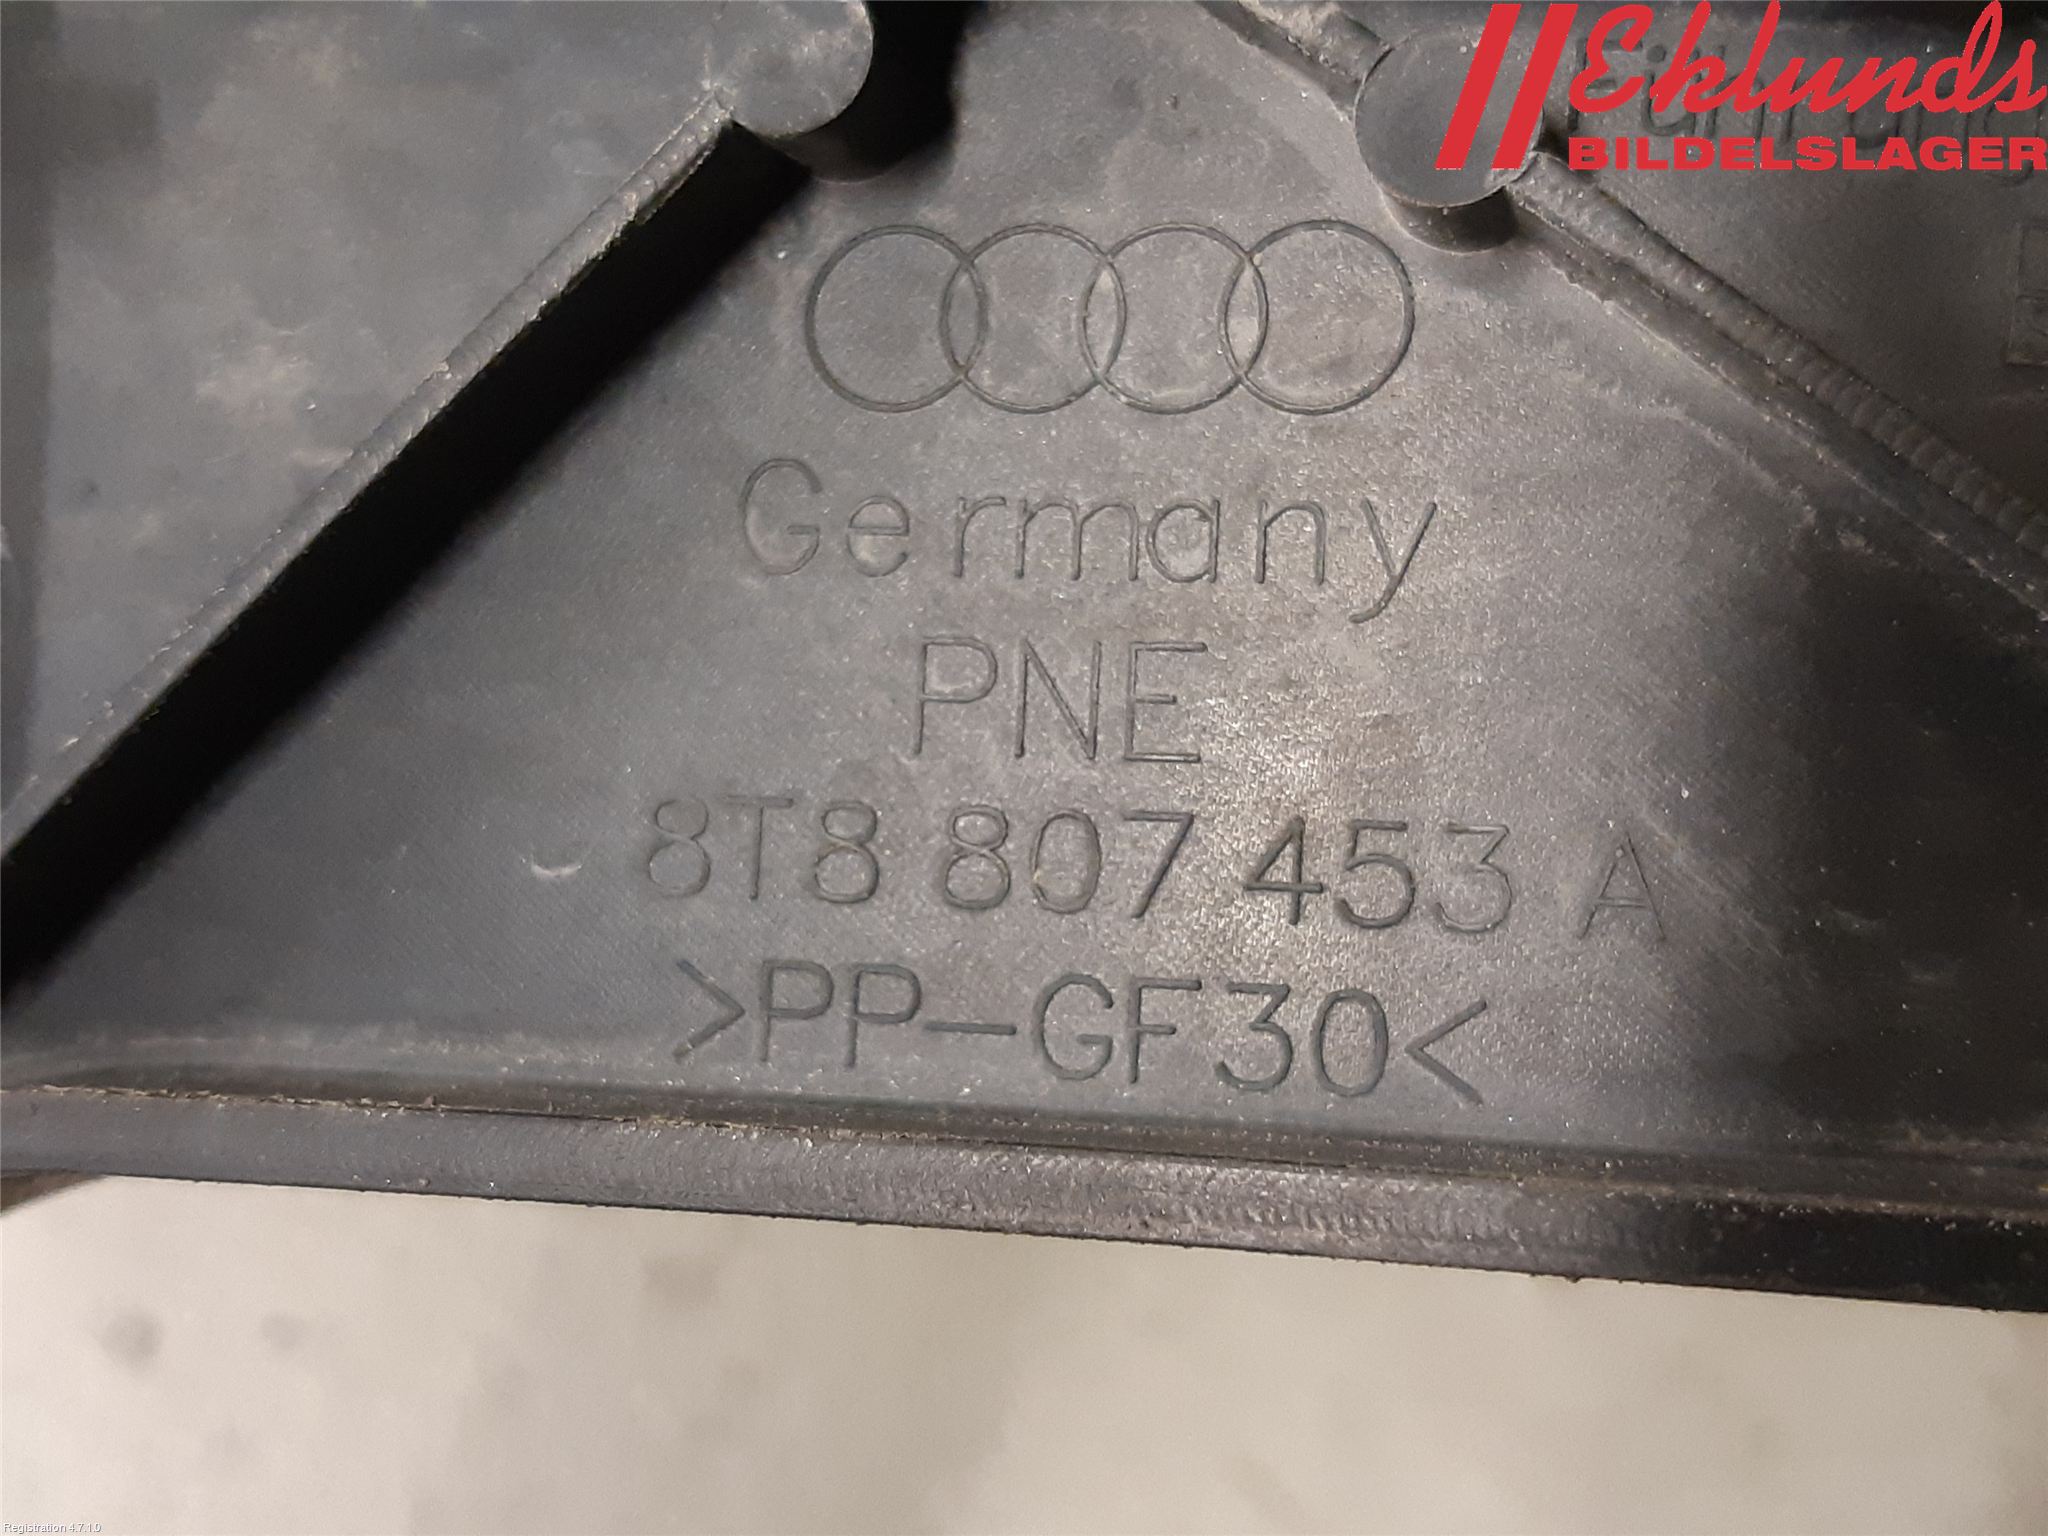 Eklunds
BILDELSLAGER
Germany
PNE
8T8 807 453 A
>PP-GF30<
Registration 4.7.1.0